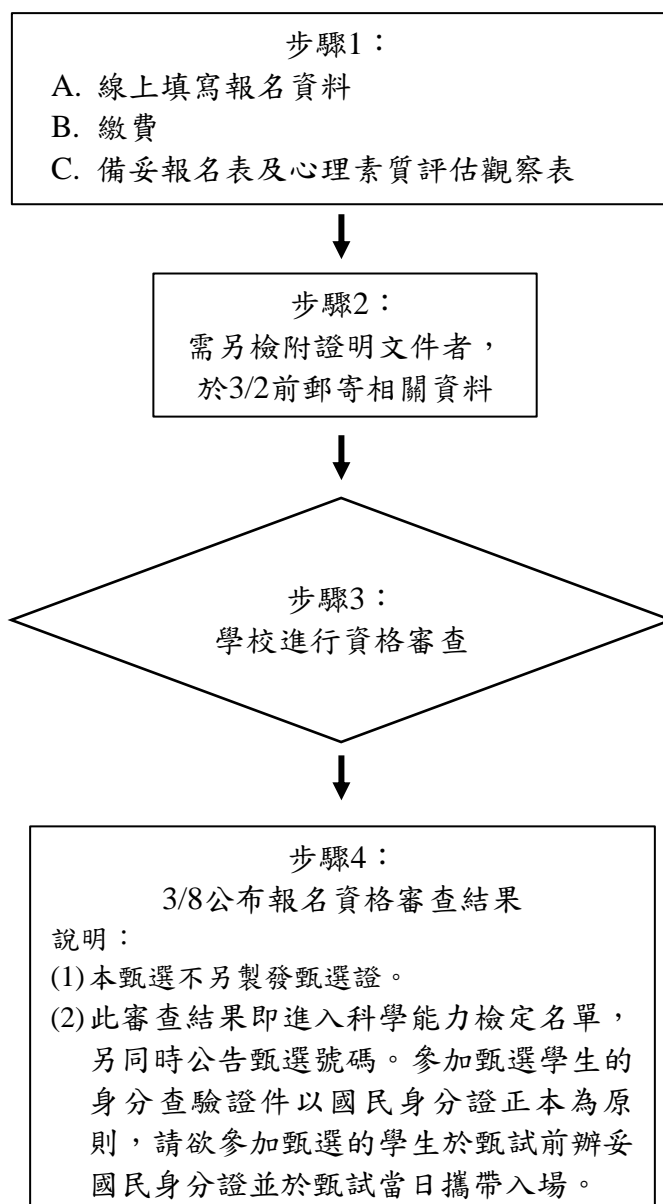 步驟1：
A. 線上填寫報名資料
B. 繳費
C. 備妥報名表及心理素質評估觀察表
步驟2：
需另檢附證明文件者，
於3/2前郵寄相關資料
步驟3：
學校進行資格審查
步驟4：
3/8公布報名資格審查結果
說明：
(1)本甄選不另製發甄選證。
(2)此審查結果即進入科學能力檢定名單，
另同時公告甄選號碼。參加甄選學生的
身分查驗證件以國民身分證正本為原
則，請欲參加甄選的學生於甄試前辦妥
國民身分證並於甄試當日攜帶入場。